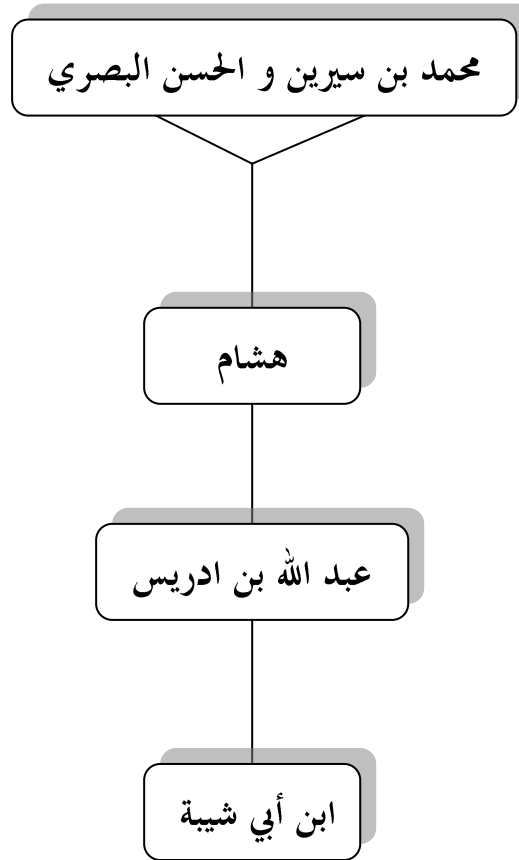 محمد بن سيرين و الحسن البصري
هشام
عبد الله بن ادريس
ابن أبي شيبة